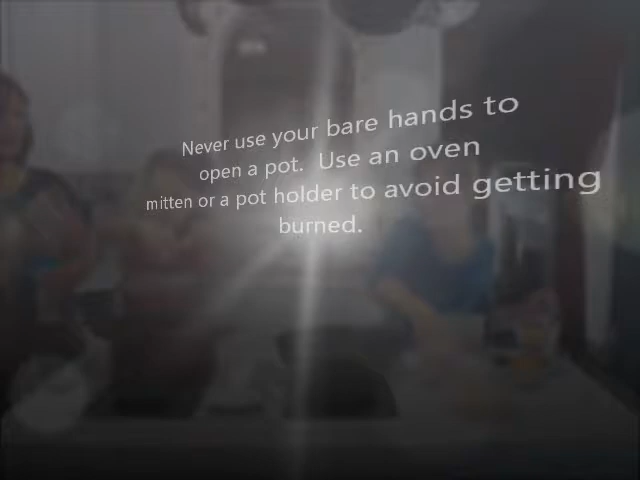 Never use your bare hands to
open a pot.  Use an oven
mitten or a pot holder to avoid getting
burned.